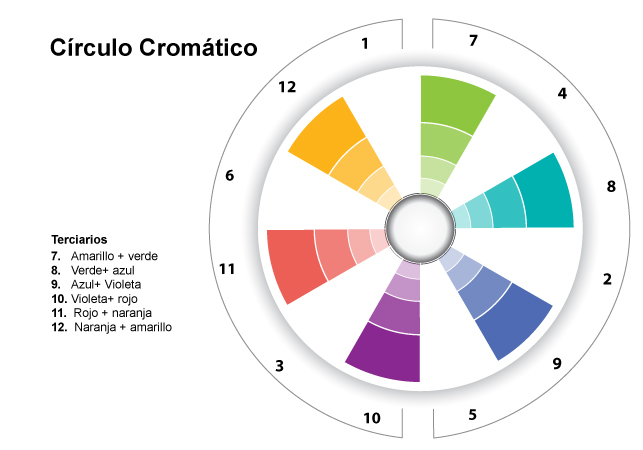 Círculo Cromático
1
7
12
4
6
8
Terciarios
7. Amarillo + verde
8. Verde+ azul
9. Azul+ Violeta
10. Violeta+ rojo
11. Rojo + naranja
12. Naranja + amarillo
11
2
3
9
10
5